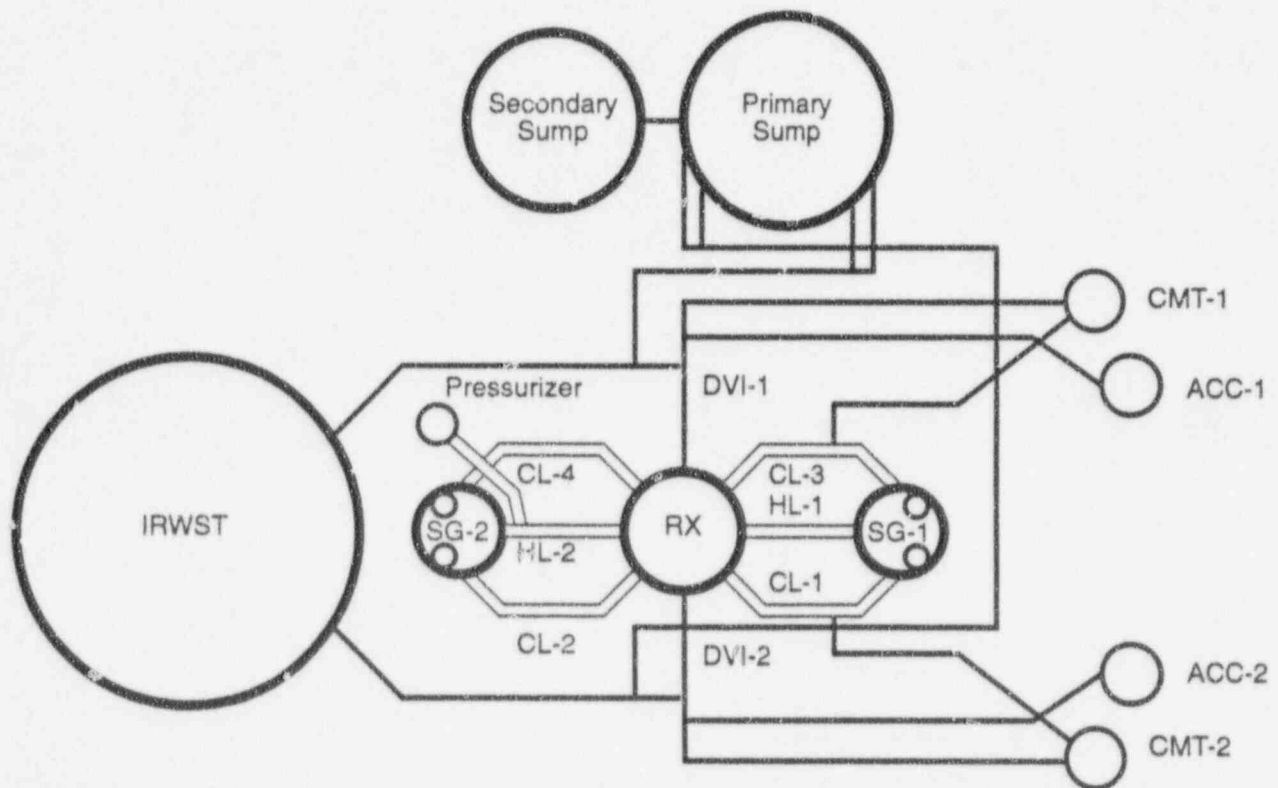 Secondary
Sump
Primary
Sump
CMT-1
ACC-1
Pressurizer
DVI-1
CL-4
CL-3
HL-1
IRWST
SG-2
RX
SG-1
HL-2
CL-1
CL-2
DVI-2
ACC-2
CMT-2